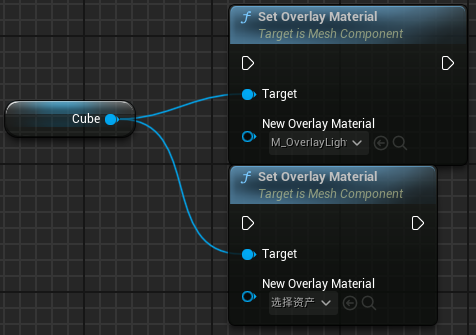 Set Overlay Material
Target is Mesh Component
Cube
Target
New Overlay Material
M_OverlayLigh
Set Overlay Material
Target is Mesh Component
Target
New Overlay Material
选择资产